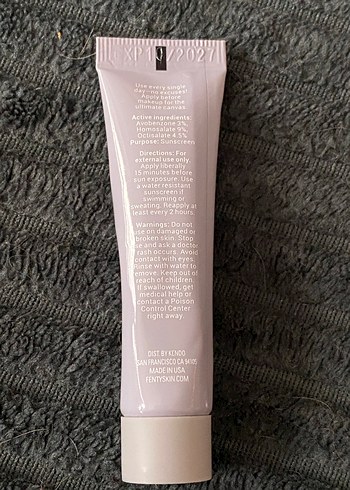 EXP /2027
Use every single
day–no excuses!
Apply before
makeup for the
ultimate canvas.
Active ingredients:
Avobenzone 3%,
Homosalate 9%,
Octisalate 4.5%
Purpose: Sunscreen
Directions: For
external use only.
Apply liberally
15 minutes before
sun exposure. Use
a water resistant
sunscreen if
swimming or
sweating. Reapply at
least every 2 hours.
Warnings: Do not
use on damaged or
broken skin. Stop
use and ask a doctor
rash occurs. Avoid
contact with eyes.
Rinse with water to
remove. Keep out of
reach of children.
If swallowed, get
medical help or
contact a Poison
Control Center
right away.
DIST. BY KENDO
SAN FRANCISCO CA 94105
MADE IN USA
FENTYSKIN.COM